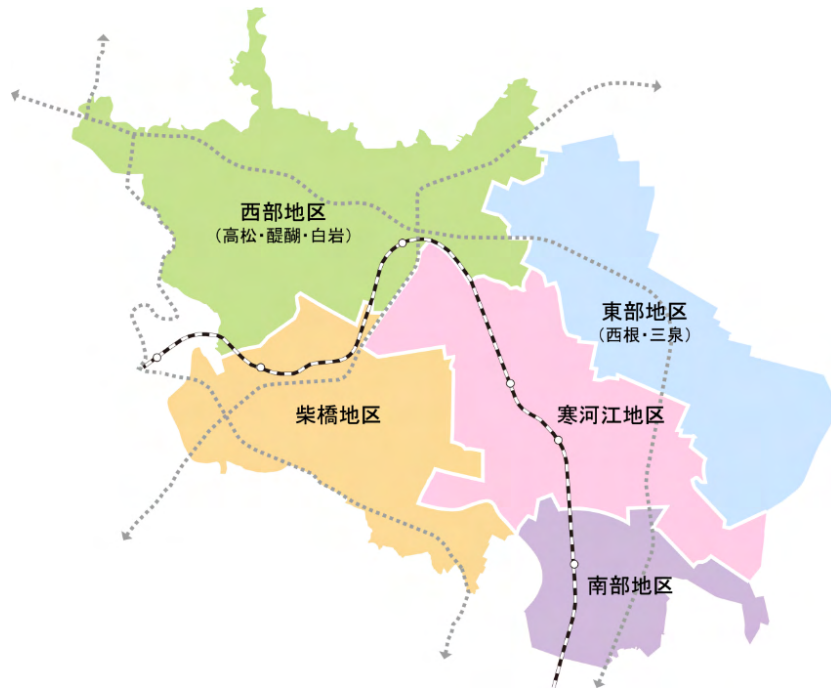 西部地区
（高松・醍醐・白岩）
東部地区
（西根・三泉）
柴橋地区
寒河江地区
南部地区